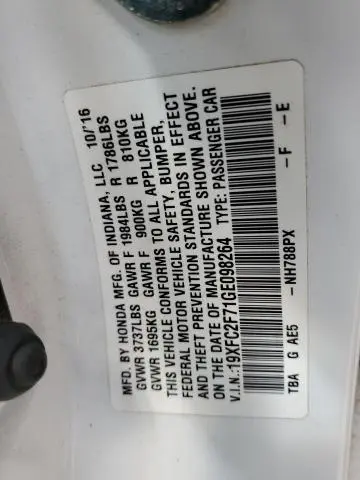 MFD. BY HONDA MFG. OF INDIANA, LLC 10/'16
GVWR 3737LBS GAWR F 1984LBS R 1786LBS
GVWR 1695KG GAWR F 900KG R 810KG
THIS VEHICLE CONFORMS TO ALL APPLICABLE
FEDERAL MOTOR VEHICLE SAFETY, BUMPER,
AND THEFT PREVENTION STANDARDS IN EFFECT
ON THE DATE OF MANUFACTURE SHOWN ABOVE.
V.I.N.:19XFC2F71GE098264 TYPE: PASSENGER CAR
TBA G AE5 -NH788PX -F -E